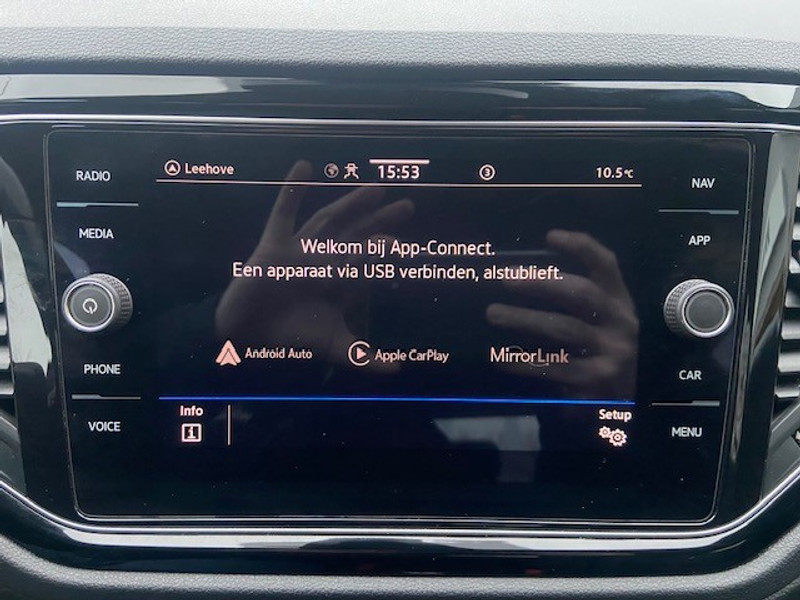 RADIO
MEDIA
PHONE
VOICE
Leehove
15:53
3
10.5°C
Welkom bij App-Connect.
Een apparaat via USB verbinden, alstublieft.
Android Auto
Apple CarPlay
MirrorLink
Info
Setup
NAV
APP
CAR
MENU